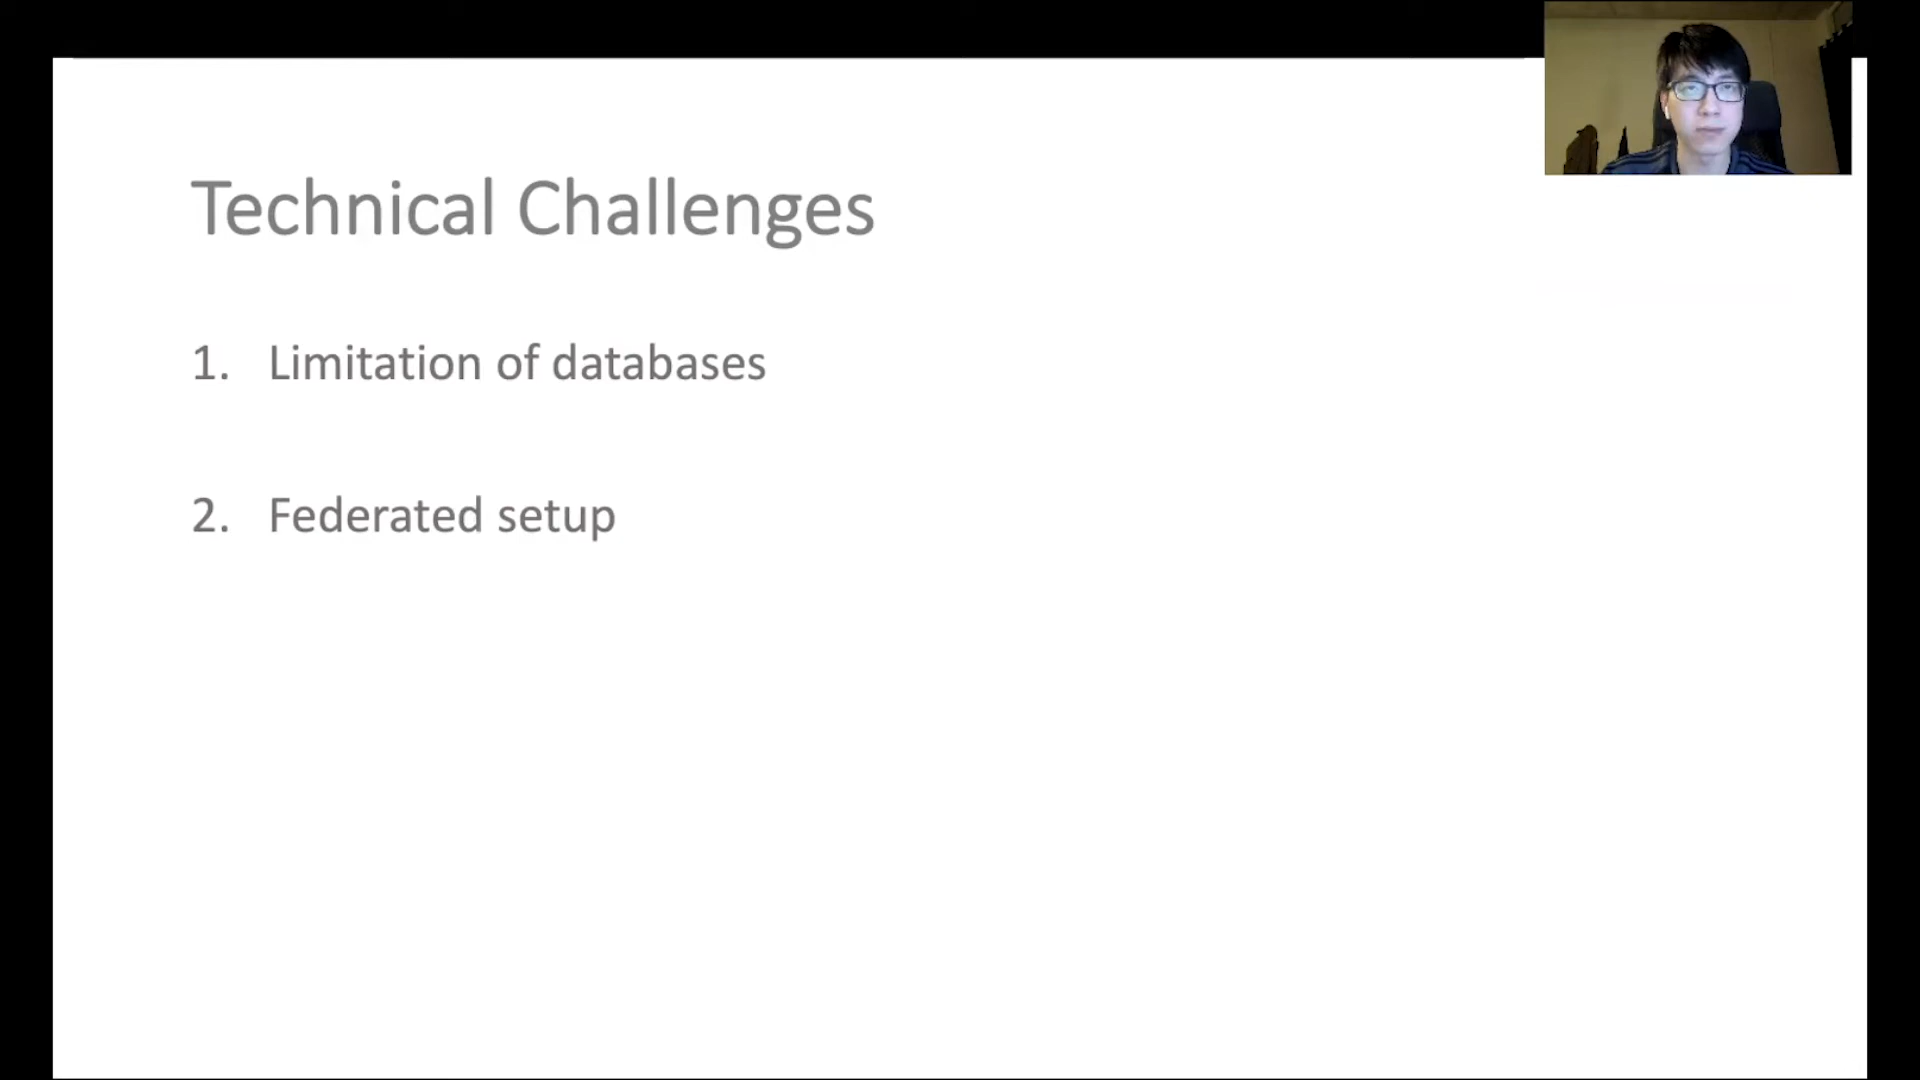 Technical Challenges
1. Limitation of databases
2. Federated setup